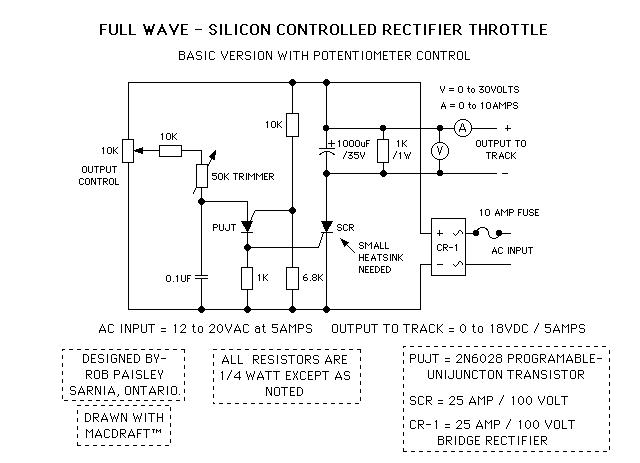 FULL WAVE - SILICON CONTROLLED RECTIFIER THROTTLE
BASIC VERSION WITH POTENTIOMETER CONTROL
V = 0 to 30VOLTS
A = 0 to 10AMPS
10K
10K
10K
OUTPUT
CONTROL
50K TRIMMER
+
1000uF
/35V
1K
/1W
A
V
+
OUTPUT TO
TRACK
−
PUJT
SCR
SMALL
HEATSINK
NEEDED
10 AMP FUSE
+ ~
CR-1
− ~
AC INPUT
0.1UF
1K
6.8K
AC INPUT = 12 to 20VAC at 5AMPS OUTPUT TO TRACK = 0 to 18VDC / 5AMPS
DESIGNED BY-
ROB PAISLEY
SARNIA, ONTARIO.
DRAWN WITH
MACDRAFT™
ALL RESISTORS ARE
1/4 WATT EXCEPT AS
NOTED
PUJT = 2N6028 PROGRAMABLE-
UNIJUNCTON TRANSISTOR
SCR = 25 AMP / 100 VOLT
CR-1 = 25 AMP / 100 VOLT
BRIDGE RECTIFIER